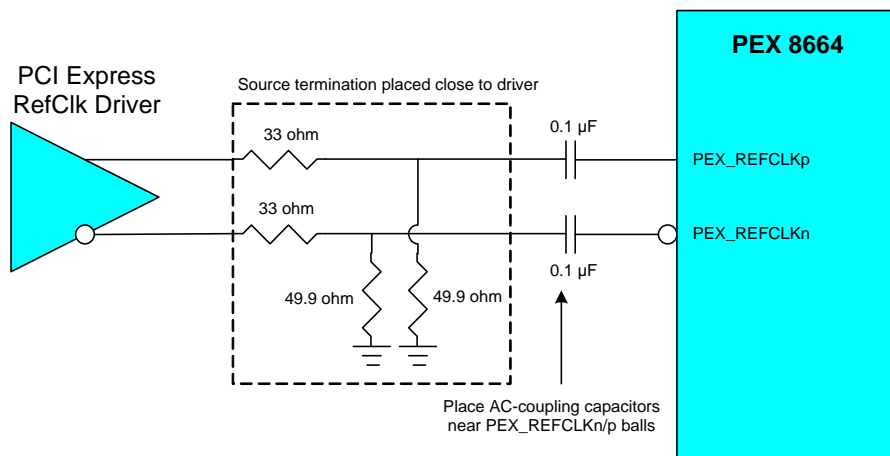 PEX 8664
PCI Express
RefClk Driver
Source termination placed close to driver
33 ohm
0.1 µF
PEX_REFCLKp
33 ohm
PEX_REFCLKn
0.1 µF
49.9 ohm
49.9 ohm
Place AC-coupling capacitors
near PEX_REFCLKn/p balls